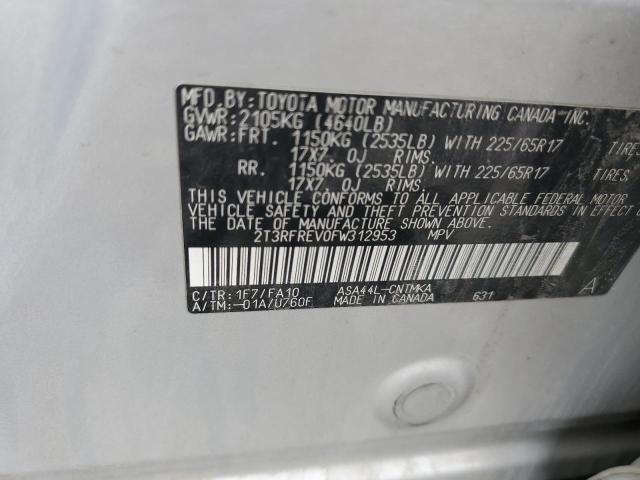 MFD. BY: TOYOTA MOTOR MANUFACTURING CANADA INC.
GVWR: 2105KG (4640LB)
GAWR: FRT. 1150KG (2535LB) WITH 225/65R17 TIRES
17X7. 0J RIMS.
RR. 1150KG (2535LB) WITH 225/65R17 TIRES
17X7. 0J RIMS.
THIS VEHICLE CONFORMS TO ALL APPLICABLE FEDERAL MOTOR
VEHICLE SAFETY AND THEFT PREVENTION STANDARDS IN EFFECT
THE DATE OF MANUFACTURE SHOWN ABOVE.
2T3RFREV0FW312953 MPV
C/TR: 1F7/FA10 ASA44L-CNTMKA A
A/TM: -01A/U760F MADE IN CANADA 631